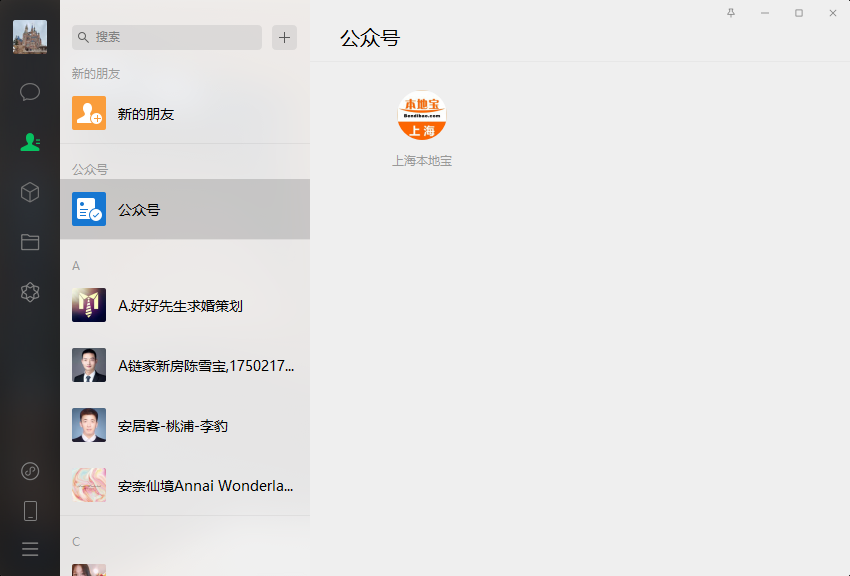 搜索
新的朋友
新的朋友
公众号
公众号
A
A.好好先生求婚策划
A链家新房陈雪宝,1750217...
安居客-桃浦-李豹
安奈仙境Annai Wonderla...
C
公众号
本地宝
Bendibao.com
上海
上海本地宝